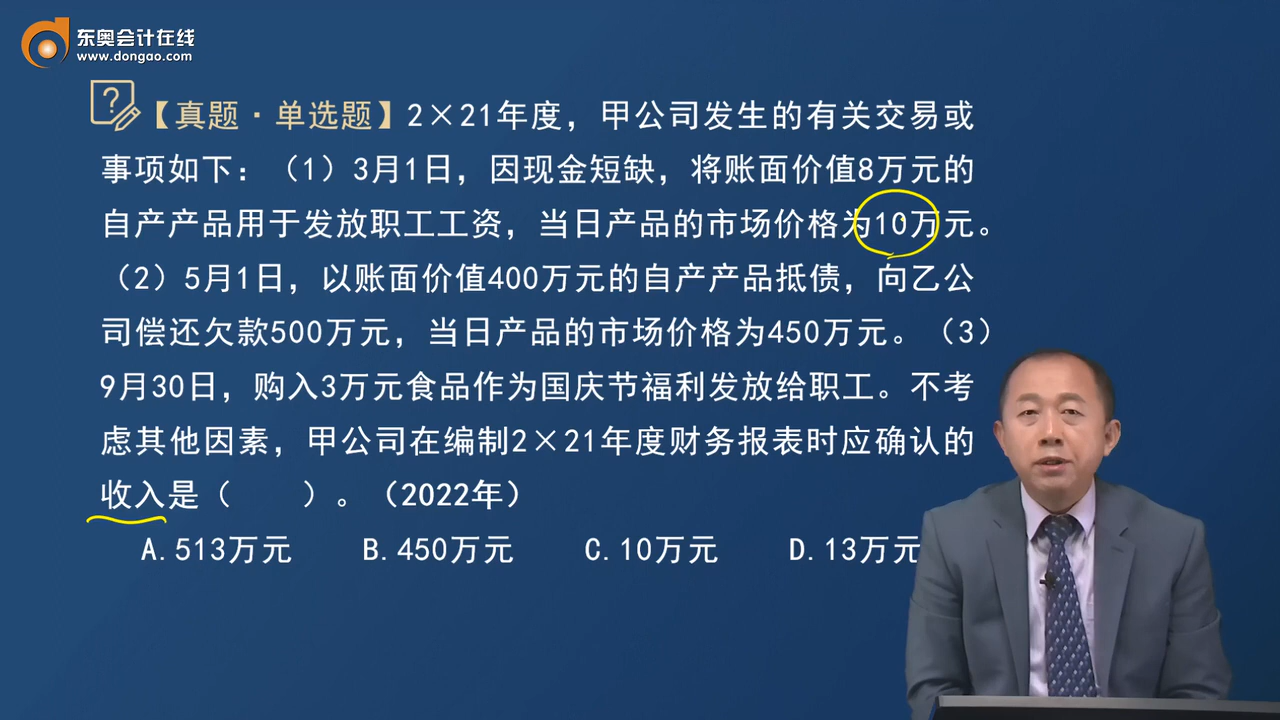 东奥会计在线
www.dongao.com
【真题·单选题】2×21年度，甲公司发生的有关交易或
事项如下：（1）3月1日，因现金短缺，将账面价值8万元的
自产产品用于发放职工工资，当日产品的市场价格为10万元。
（2）5月1日，以账面价值400万元的自产产品抵债，向乙公
司偿还欠款500万元，当日产品的市场价格为450万元。（3）
9月30日，购入3万元食品作为国庆节福利发放给职工。不考
虑其他因素，甲公司在编制2×21年度财务报表时应确认的
收入是（　　）。（2022年）
A.513万元　　B.450万元　　C.10万元　　D.13万元